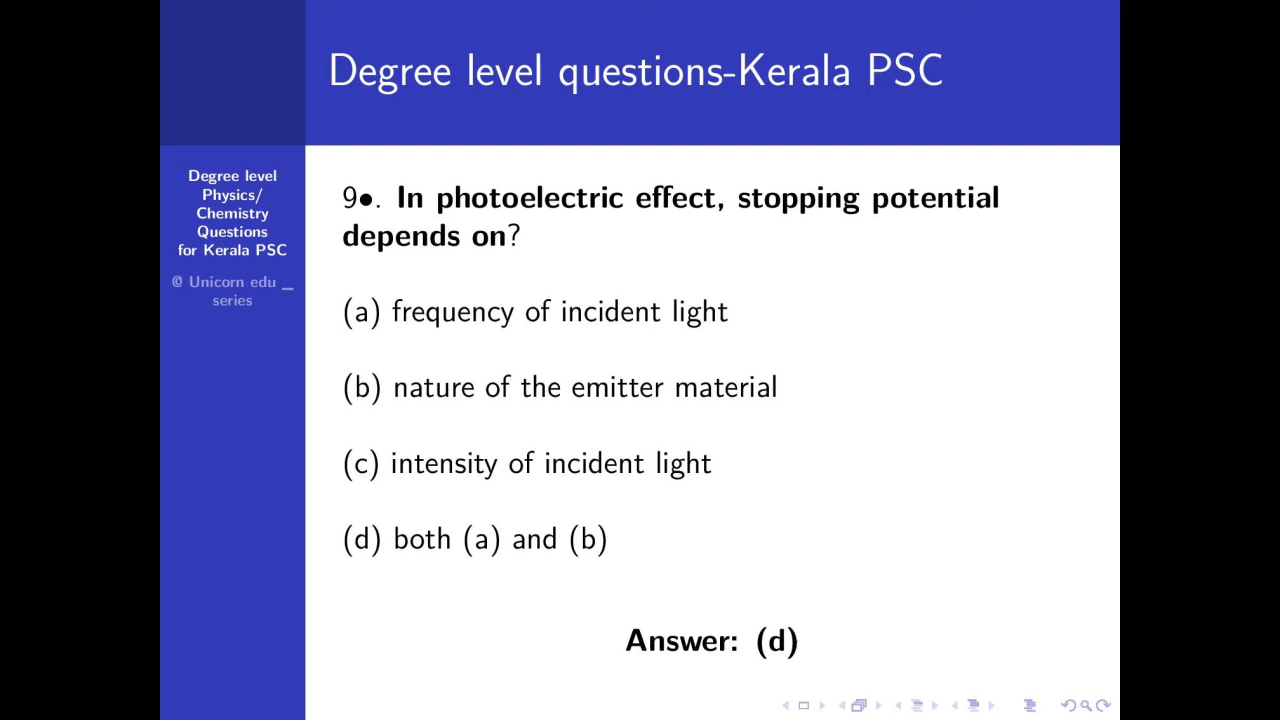 Degree level questions-Kerala PSC
Degree level
Physics/
Chemistry
Questions
for Kerala PSC
@ Unicorn edu _
series
9•. In photoelectric effect, stopping potential
depends on?
(a) frequency of incident light
(b) nature of the emitter material
(c) intensity of incident light
(d) both (a) and (b)
Answer: (d)